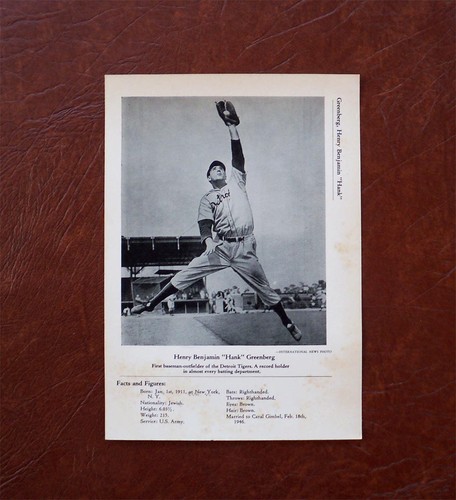 Greenberg, Henry Benjamin "Hank"
Detroit
—INTERNATIONAL NEWS PHOTO
Henry Benjamin "Hank" Greenberg
First baseman-outfielder of the Detroit Tigers. A record holder
in almost every batting department.
Facts and Figures:
Born: Jan. 1st, 1911, at New York,
N. Y.
Nationality: Jewish.
Height: 6.03½.
Weight: 215.
Service: U.S. Army.
Bats: Righthanded.
Throws: Righthanded.
Eyes: Brown.
Hair: Brown.
Married to Caral Gimbel, Feb. 18th,
1946.